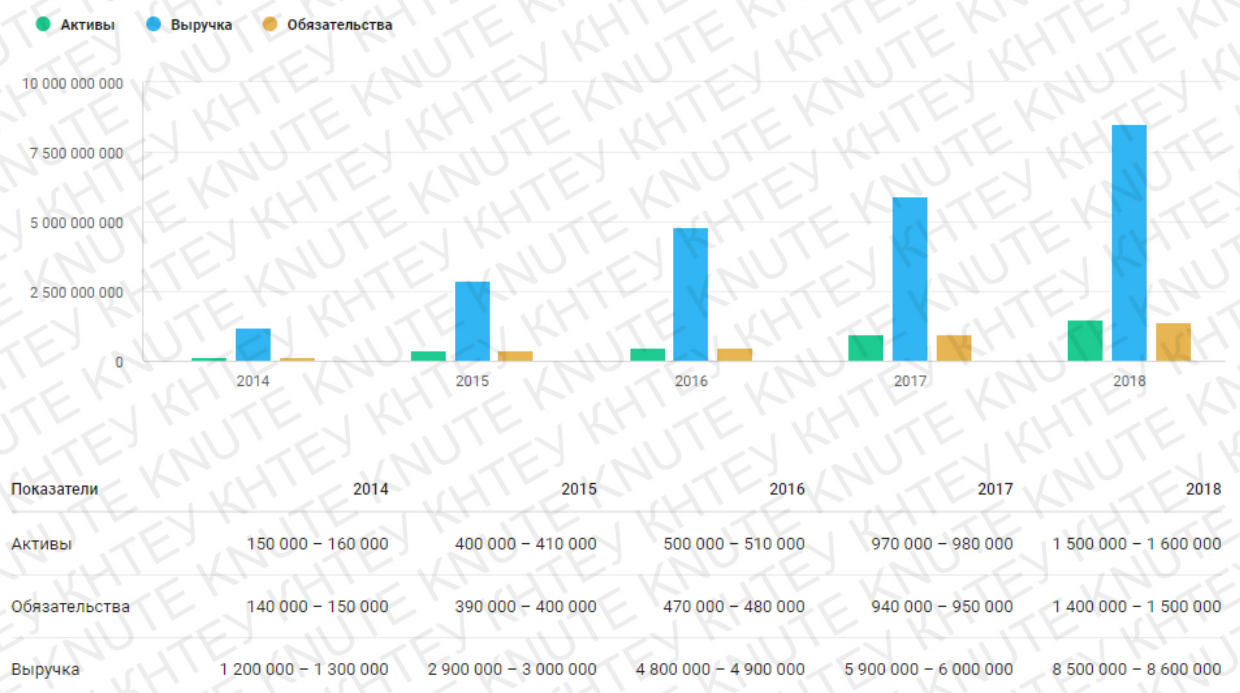 Активы Выручка Обязательства
10 000 000 000
7 500 000 000
5 000 000 000
2 500 000 000
0
2014 2015 2016 2017 2018
Показатели 2014 2015 2016 2017 2018
Активы 150 000 – 160 000 400 000 – 410 000 500 000 – 510 000 970 000 – 980 000 1 500 000 – 1 600 000
Обязательства 140 000 – 150 000 390 000 – 400 000 470 000 – 480 000 940 000 – 950 000 1 400 000 – 1 500 000
Выручка 1 200 000 – 1 300 000 2 900 000 – 3 000 000 4 800 000 – 4 900 000 5 900 000 – 6 000 000 8 500 000 – 8 600 000
KNUTE КНТЕУ